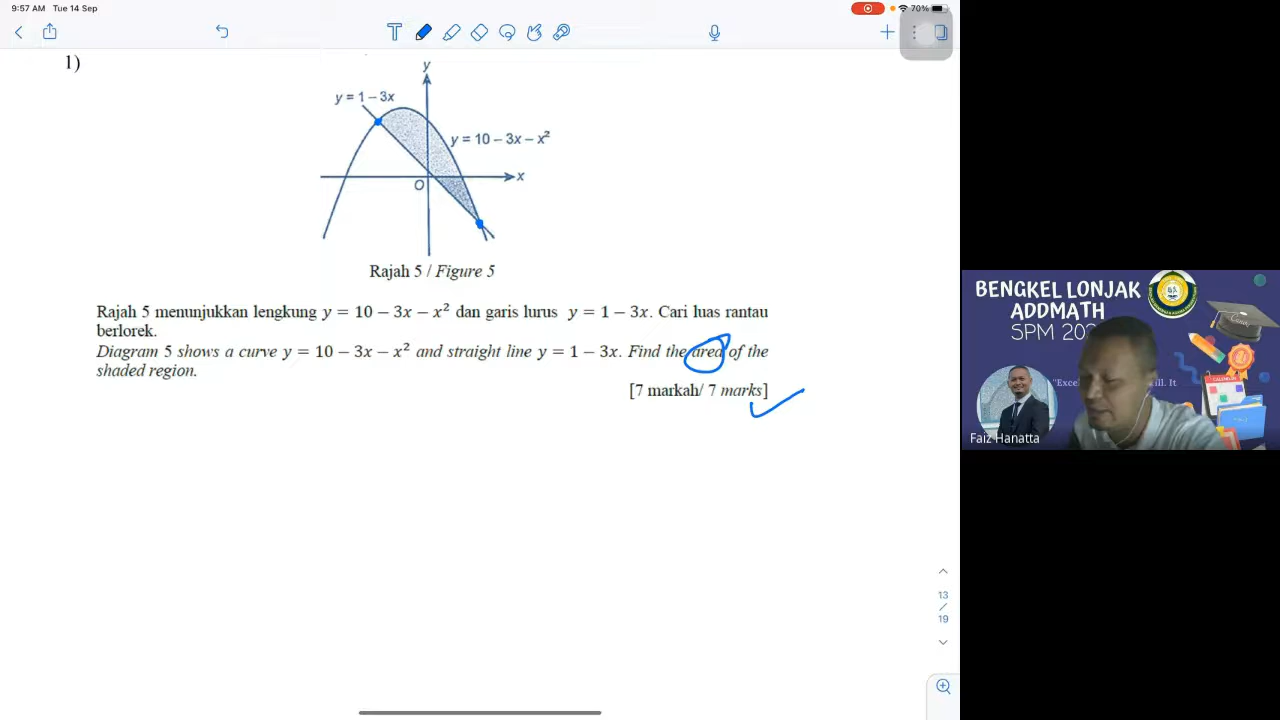 9:57 AM Tue 14 Sep
70%
1)
y
y = 1 – 3x
y = 10 – 3x – x²
x
O
Rajah 5 / Figure 5
Rajah 5 menunjukkan lengkung y = 10 − 3x − x² dan garis lurus y = 1 − 3x. Cari luas rantau
berlorek.
Diagram 5 shows a curve y = 10 − 3x − x² and straight line y = 1 − 3x. Find the area of the
shaded region.
[7 markah/ 7 marks]
13
/
19
BENGKEL LONJAK
ADDMATH
SPM
Faiz Hanatta